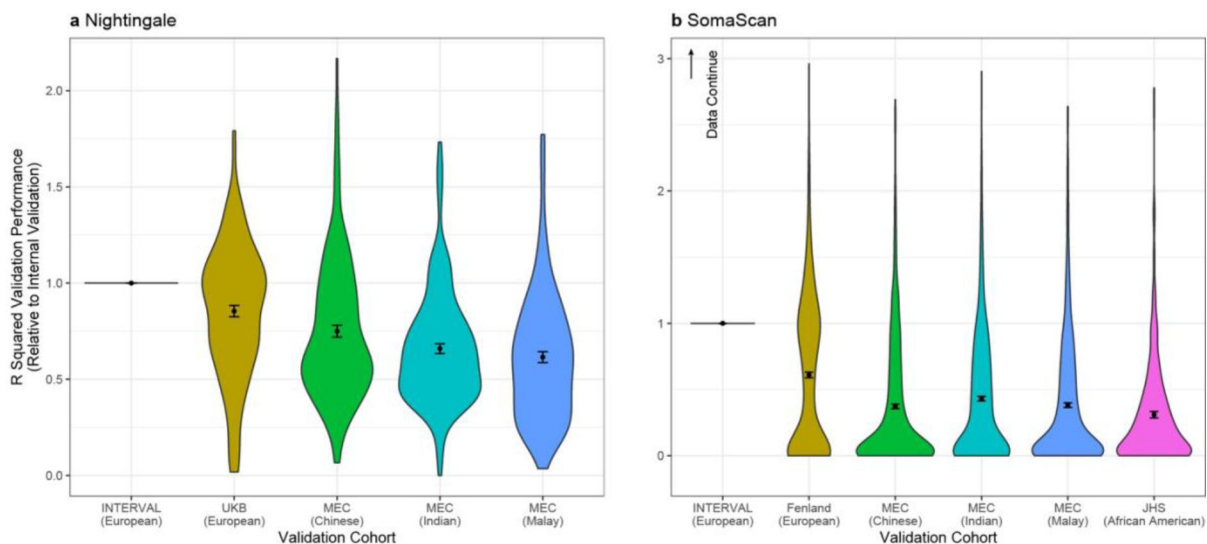 a Nightingale
R Squared Validation Performance
(Relative to Internal Validation)
2.0
1.5
1.0
0.5
0.0
INTERVAL
(European)
UKB
(European)
MEC
(Chinese)
MEC
(Indian)
MEC
(Malay)
Validation Cohort
b SomaScan
Data Continue
3
2
1
0
INTERVAL
(European)
Fenland
(European)
MEC
(Chinese)
MEC
(Indian)
MEC
(Malay)
JHS
(African American)
Validation Cohort